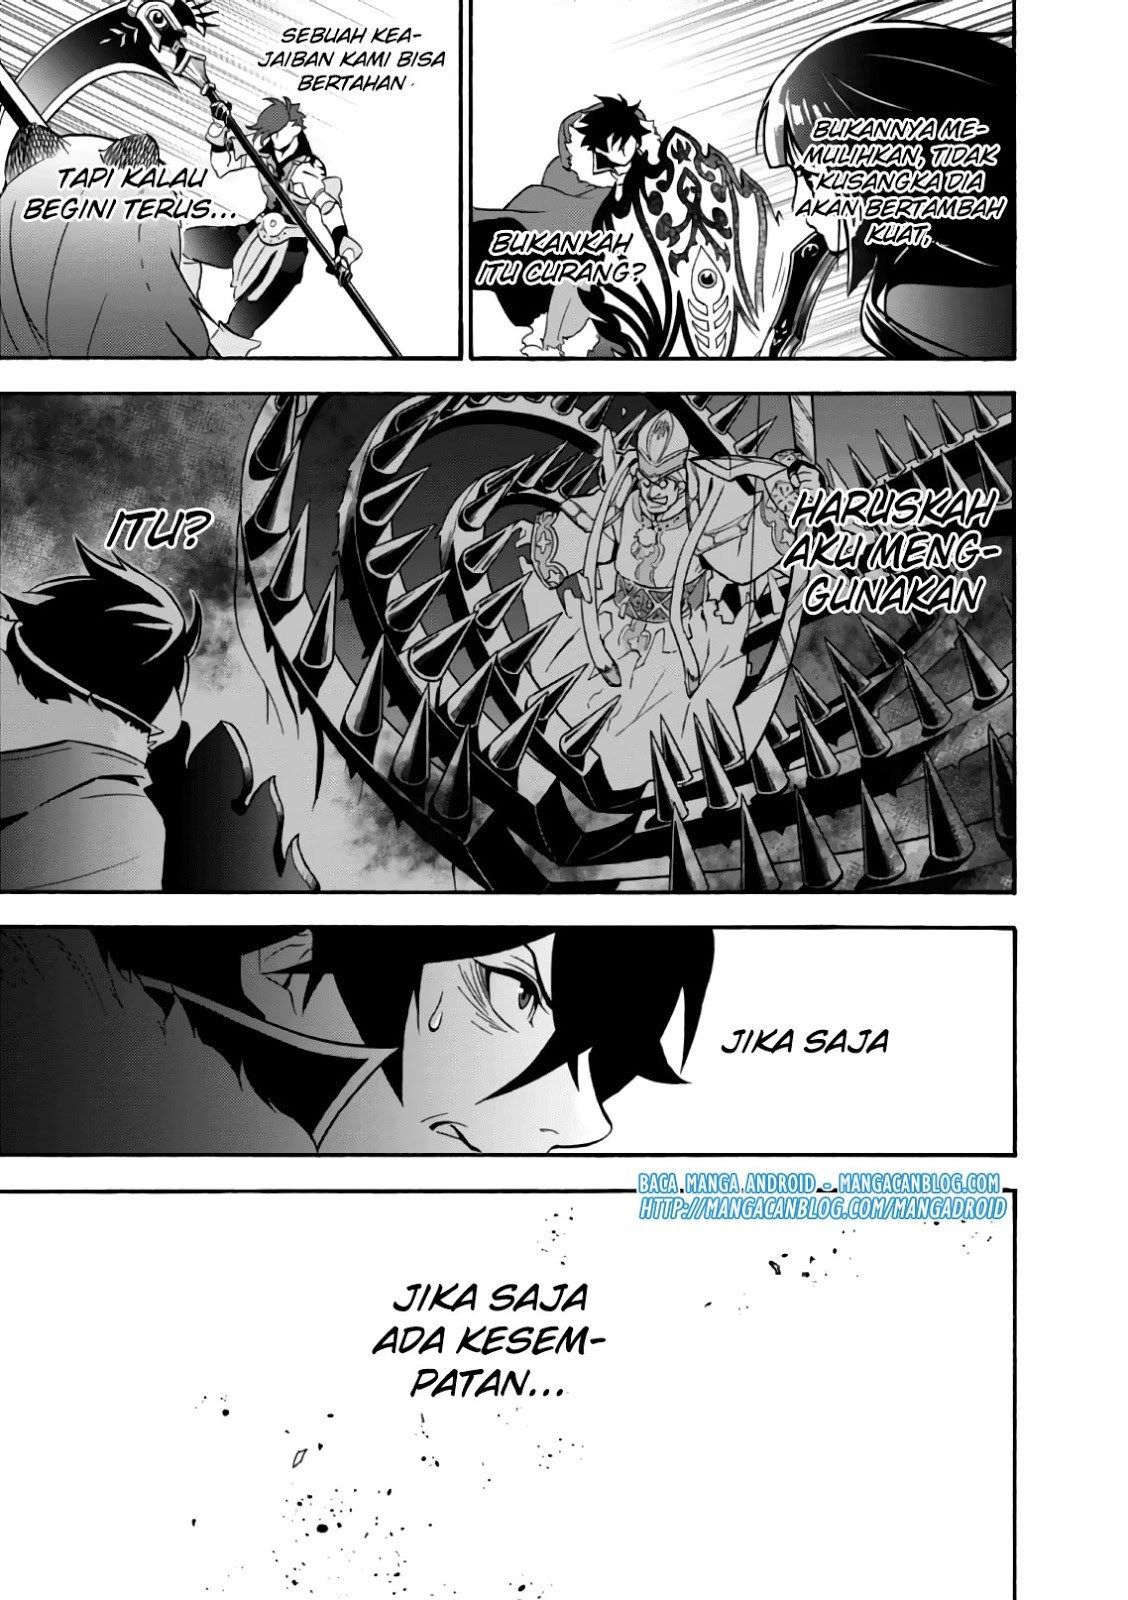 BUKANNYA ME-
MULIHKAN, TIDAK
KUSANGKA DIA
AKAN BERTAMBAH
KUAT,
BUKANKAH
ITU CURANG?
SEBUAH KEA-
JAIBAN KAMI BISA
BERTAHAN
TAPI KALAU
BEGINI TERUS...
HARUSKAH
AKU MENG-
GUNAKAN
ITU?
JIKA SAJA
BACA MANGA ANDROID - MANGACANBLOG.COM
HTTP://MANGACANBLOG.COM/MANGADROID
JIKA SAJA
ADA KESEM-
PATAN...